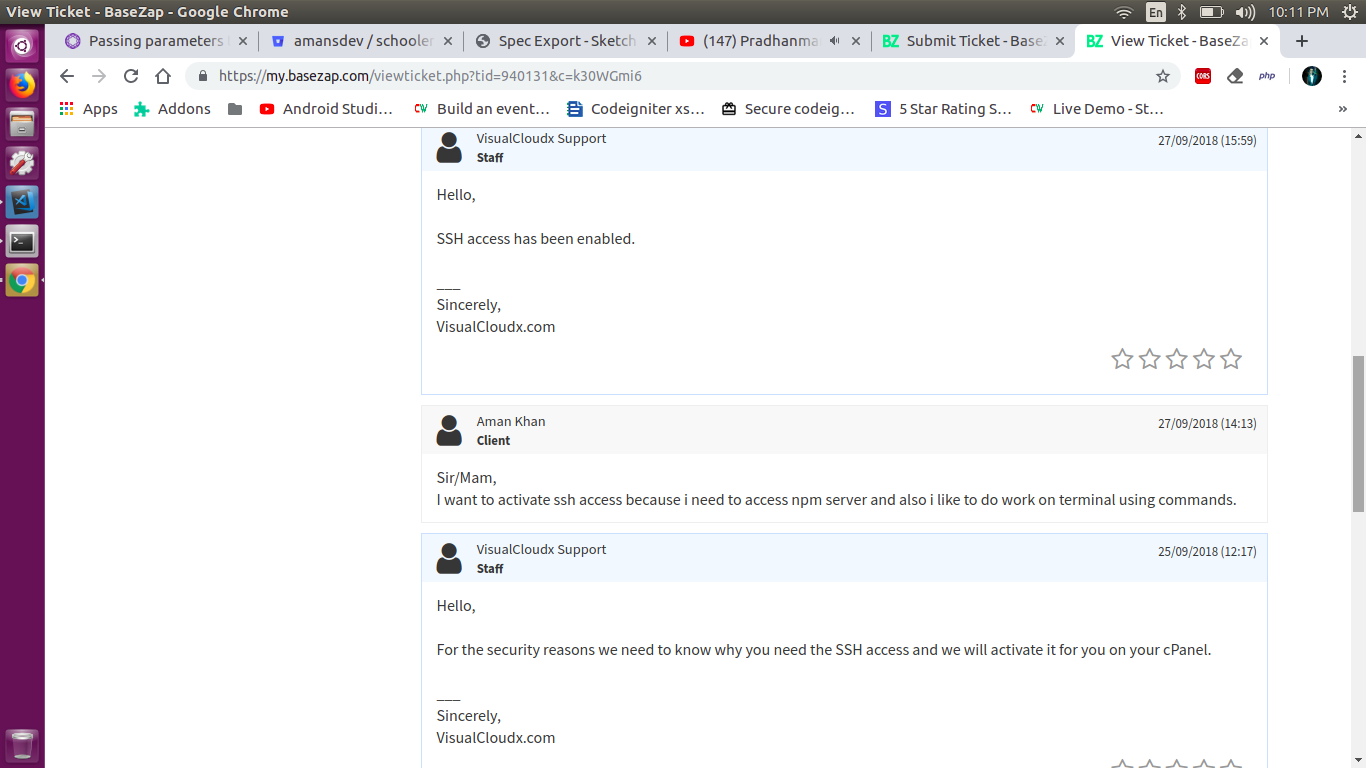 View Ticket - BaseZap - Google Chrome
En
10:11 PM
Passing parameters
amansdev / schooler
Spec Export - Sketch
(147) Pradhanma
Submit Ticket - Base
View Ticket - BaseZa
https://my.basezap.com/viewticket.php?tid=940131&c=k30WGmi6
CORS
php
Apps
Addons
Android Studi...
Build an event...
Codeigniter xs...
Secure codeig...
5 Star Rating S...
Live Demo - St...
»
VisualCloudx Support
27/09/2018 (15:59)
Staff
Hello,
SSH access has been enabled.
___
Sincerely,
VisualCloudx.com
Aman Khan
27/09/2018 (14:13)
Client
Sir/Mam,
I want to activate ssh access because i need to access npm server and also i like to do work on terminal using commands.
VisualCloudx Support
25/09/2018 (12:17)
Staff
Hello,
For the security reasons we need to know why you need the SSH access and we will activate it for you on your cPanel.
___
Sincerely,
VisualCloudx.com